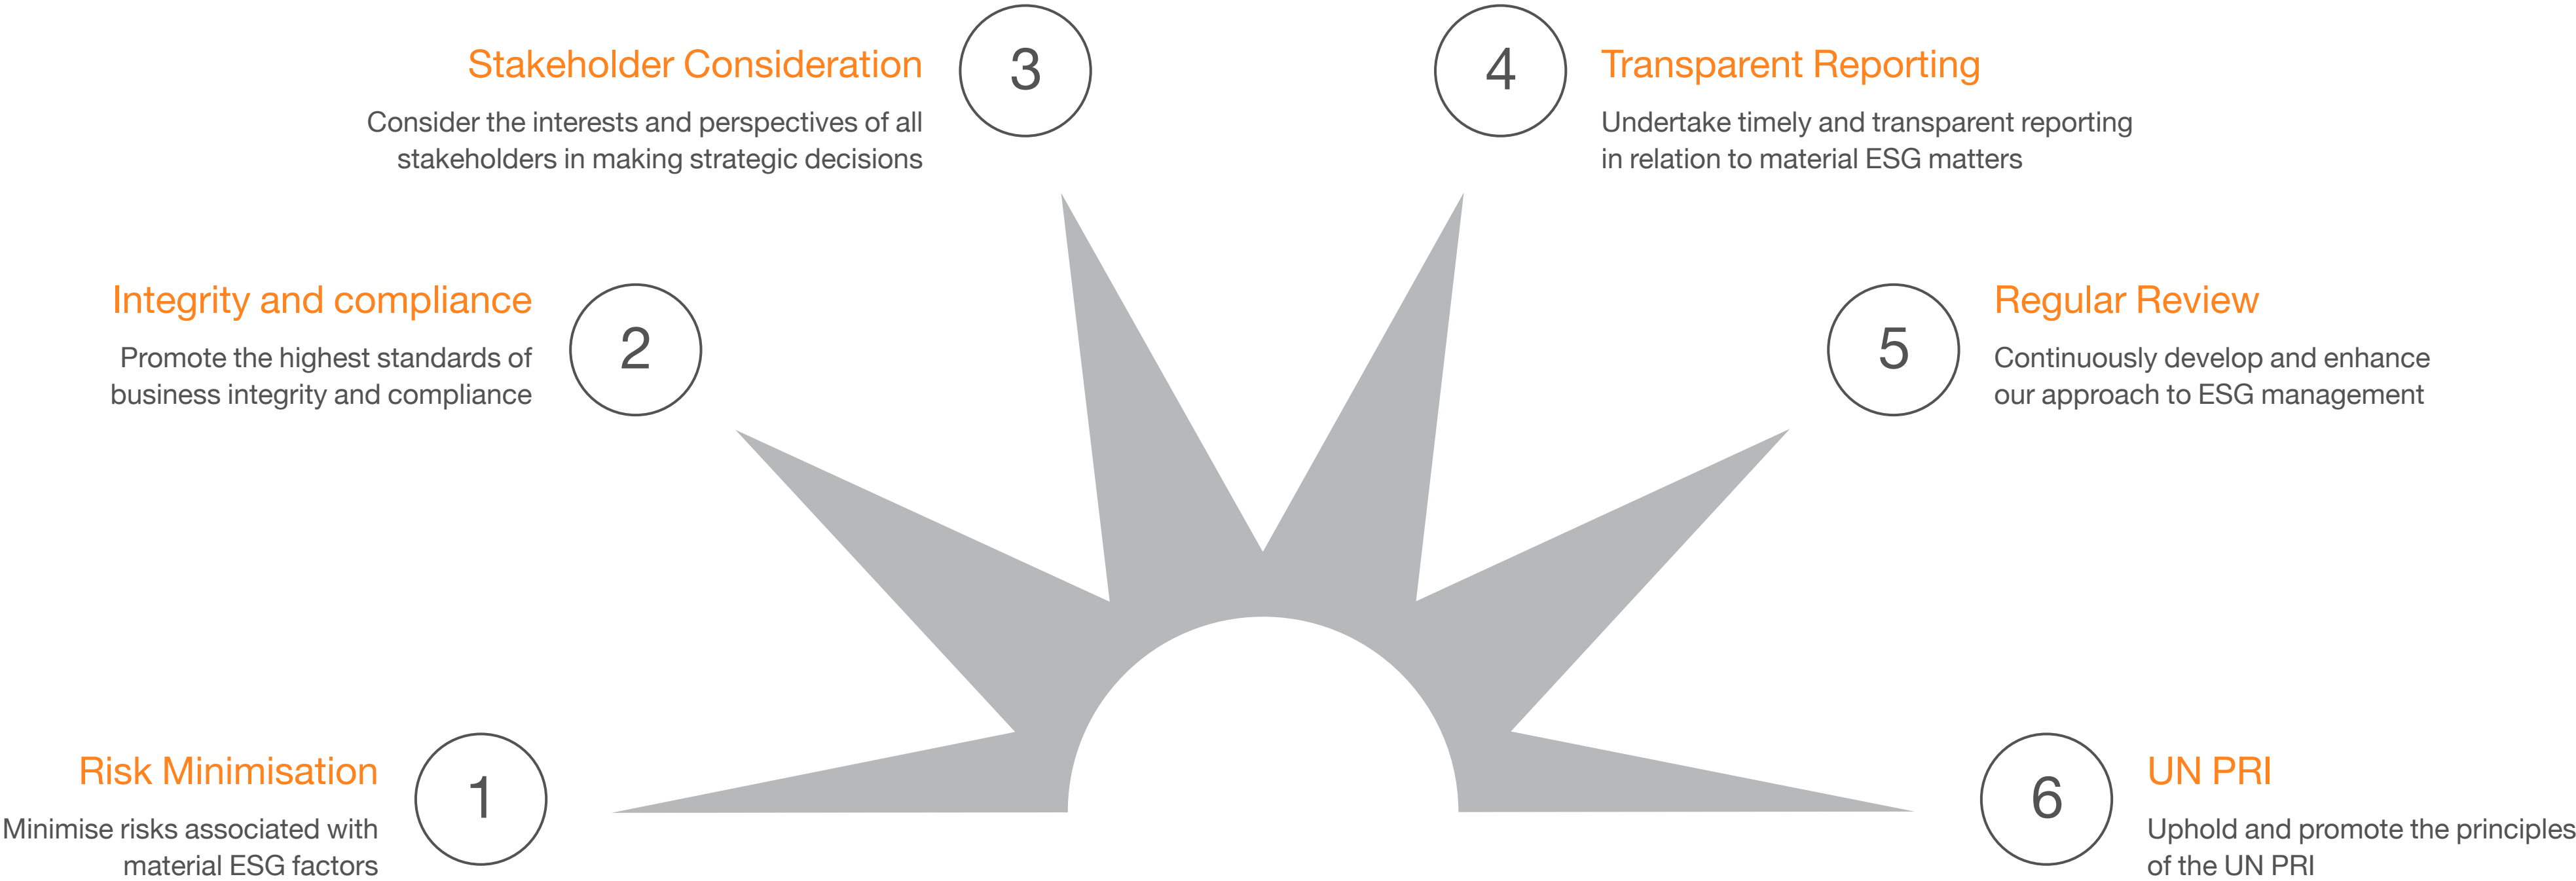 3
Stakeholder Consideration
Consider the interests and perspectives of all
stakeholders in making strategic decisions
4
Transparent Reporting
Undertake timely and transparent reporting
in relation to material ESG matters
2
Integrity and compliance
Promote the highest standards of
business integrity and compliance
5
Regular Review
Continuously develop and enhance
our approach to ESG management
1
Risk Minimisation
Minimise risks associated with
material ESG factors
6
UN PRI
Uphold and promote the principles
of the UN PRI